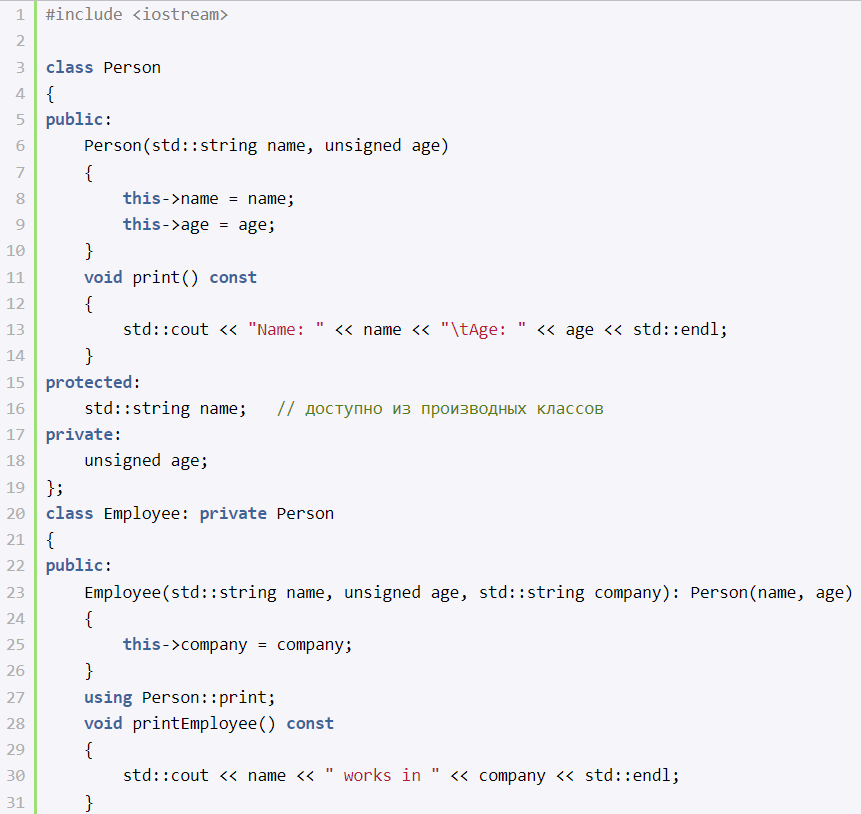 1 #include <iostream>
2
3 class Person
4 {
5 public:
6     Person(std::string name, unsigned age)
7     {
8         this->name = name;
9         this->age = age;
10     }
11     void print() const
12     {
13         std::cout << "Name: " << name << "\tAge: " << age << std::endl;
14     }
15 protected:
16     std::string name;   // доступно из производных классов
17 private:
18     unsigned age;
19 };
20 class Employee: private Person
21 {
22 public:
23     Employee(std::string name, unsigned age, std::string company): Person(name, age)
24     {
25         this->company = company;
26     }
27     using Person::print;
28     void printEmployee() const
29     {
30         std::cout << name << " works in " << company << std::endl;
31     }